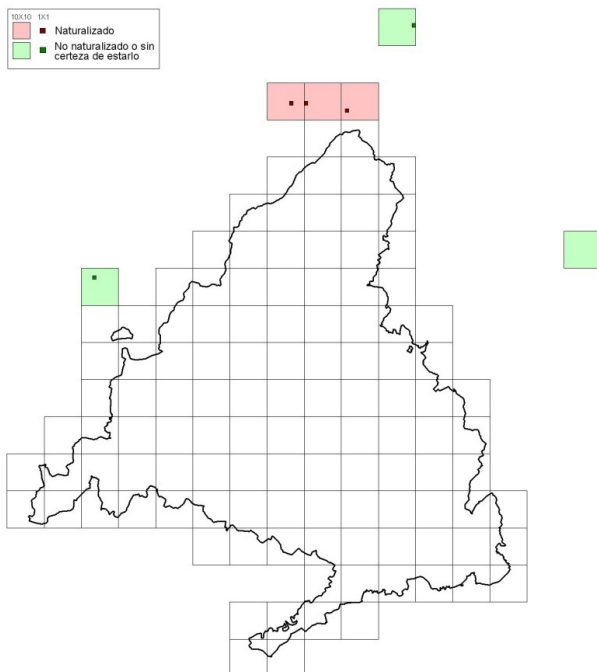 10X10 1X1
Naturalizado
No naturalizado o sin
certeza de estarlo